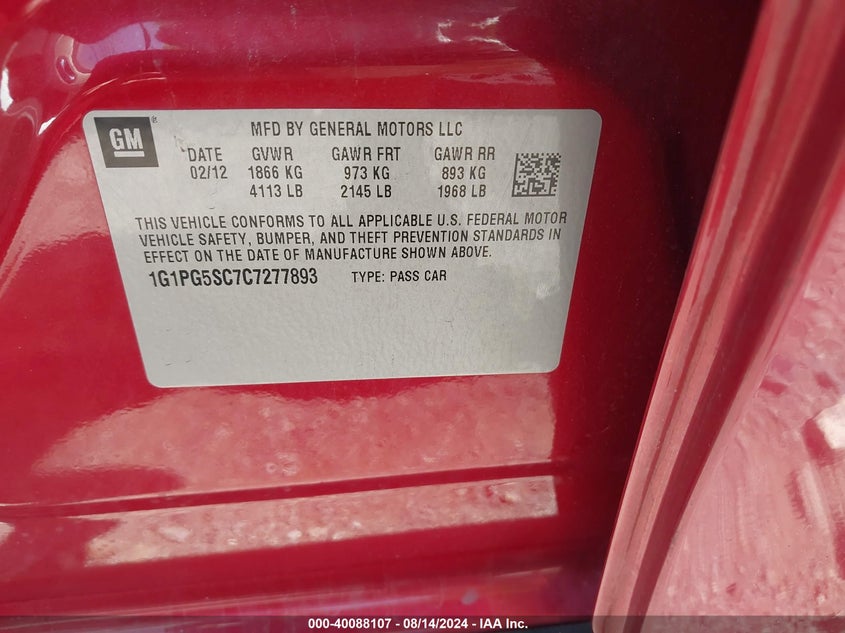 GM
MFD BY GENERAL MOTORS LLC
DATE GVWR GAWR FRT GAWR RR
02/12 1866 KG 973 KG 893 KG
4113 LB 2145 LB 1968 LB
THIS VEHICLE CONFORMS TO ALL APPLICABLE U.S. FEDERAL MOTOR
VEHICLE SAFETY, BUMPER, AND THEFT PREVENTION STANDARDS IN
EFFECT ON THE DATE OF MANUFACTURE SHOWN ABOVE.
1G1PG5SC7C7277893 TYPE: PASS CAR
000-40088107 - 08/14/2024 - IAA Inc.